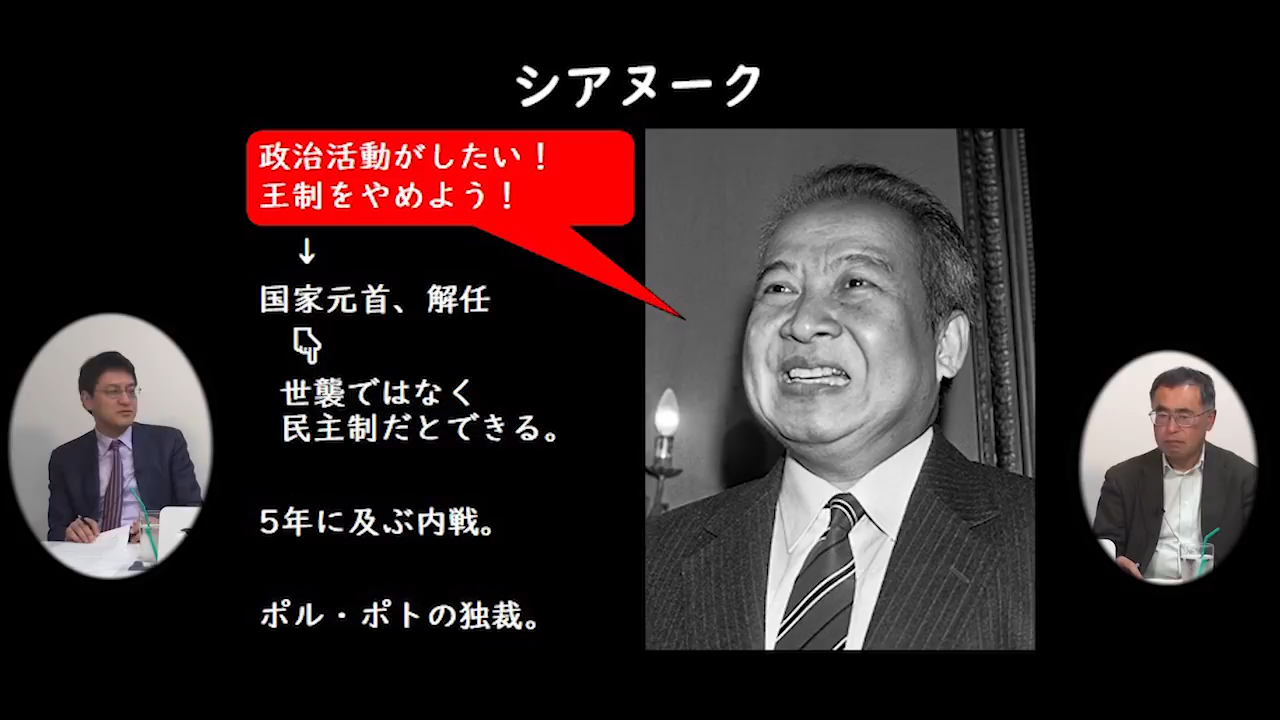 シアヌーク
政治活動がしたい！
王制をやめよう！
↓
国家元首、解任
世襲ではなく
民主制だとできる。
5年に及ぶ内戦。
ポル・ポトの独裁。